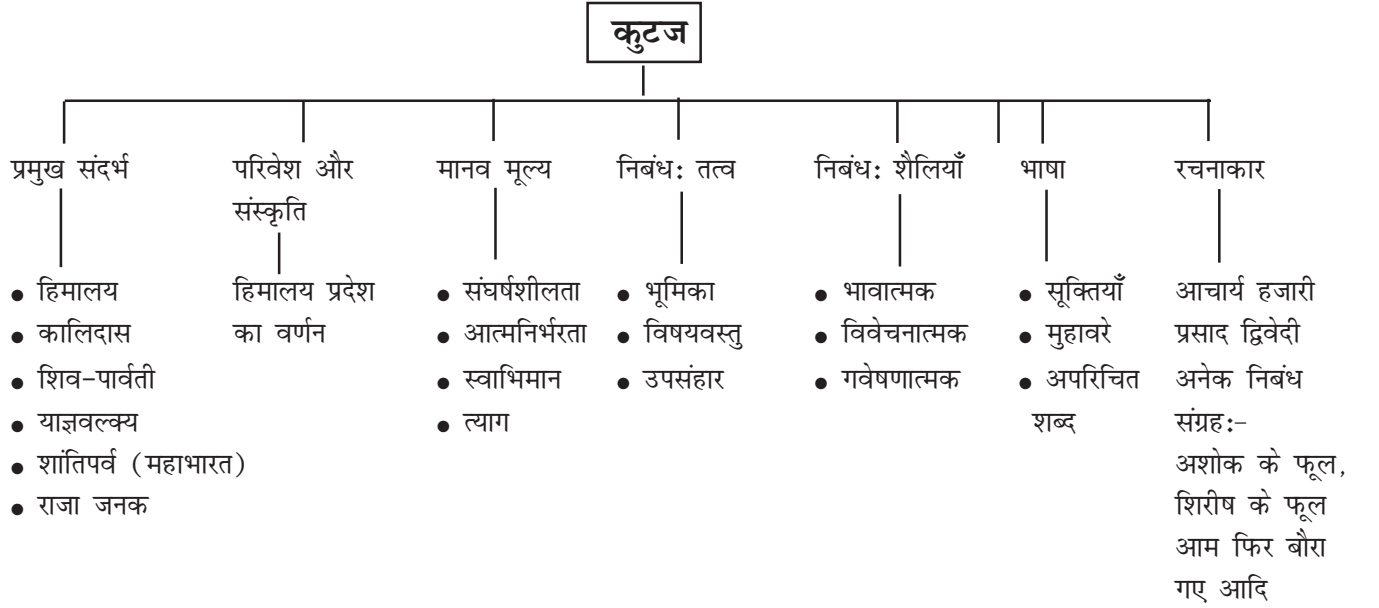 कुटज
प्रमुख संदर्भ
● हिमालय
● कालिदास
● शिव-पार्वती
● याज्ञवल्क्य
● शांतिपर्व (महाभारत)
● राजा जनक
परिवेश और
संस्कृति
हिमालय प्रदेश
का वर्णन
मानव मूल्य
● संघर्षशीलता
● आत्मनिर्भरता
● स्वाभिमान
● त्याग
निबंध: तत्व
● भूमिका
● विषयवस्तु
● उपसंहार
निबंध: शैलियाँ
● भावात्मक
● विवेचनात्मक
● गवेषणात्मक
भाषा
● सूक्तियाँ
● मुहावरे
● अपरिचित
शब्द
रचनाकार
आचार्य हजारी
प्रसाद द्विवेदी
अनेक निबंध
संग्रह:-
अशोक के फूल,
शिरीष के फूल
आम फिर बौरा
गए आदि